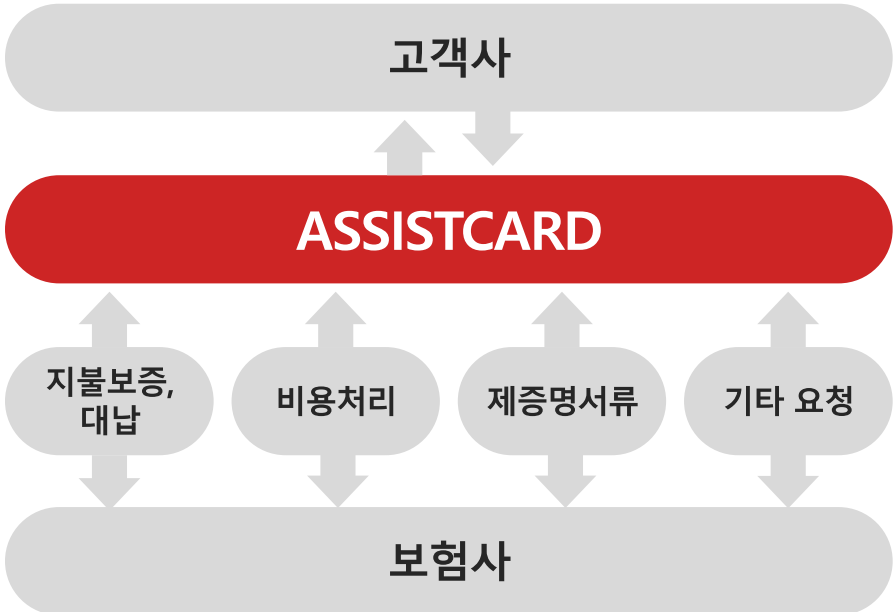 고객사
ASSISTCARD
지불보증,
대납
비용처리
제증명서류
기타 요청
보험사